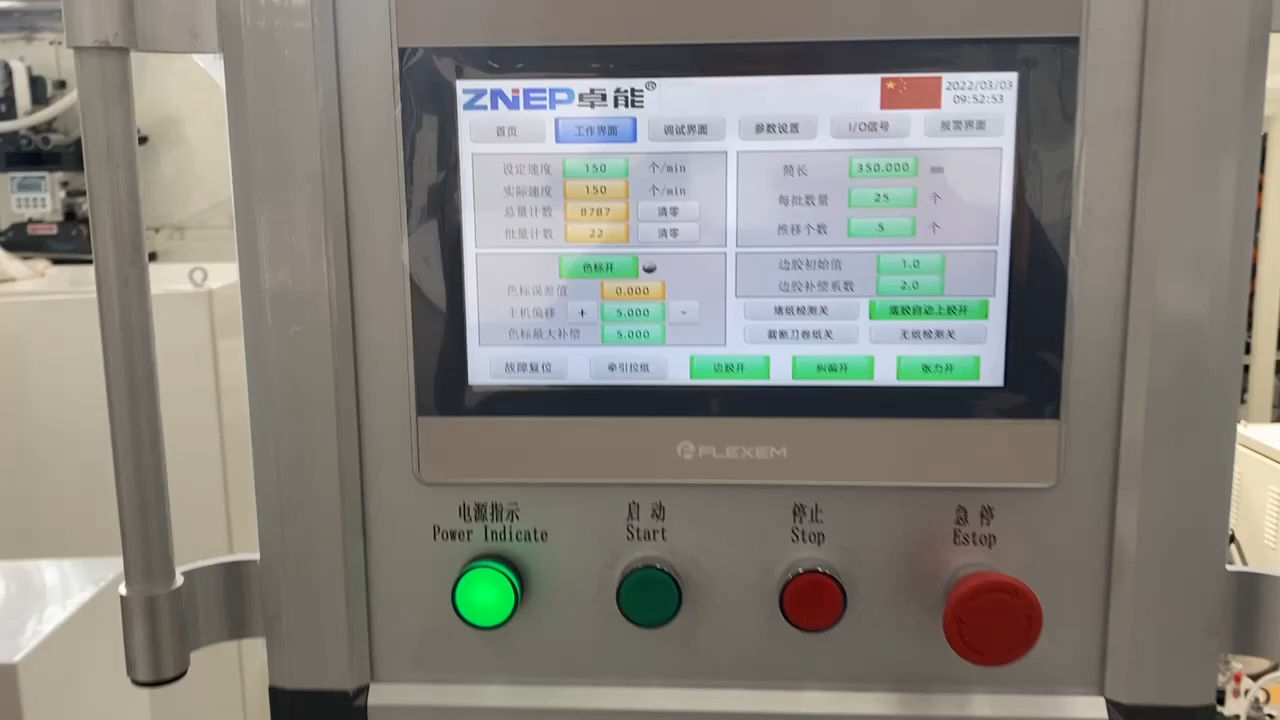 ZNEP卓能®
2022/03/03
09:52:53
首页 工作界面 调试界面 参数设置 I/O信号 报警界面
设定速度 150 个/min
实际速度 150 个/min
总量计数 8787 清零
批量计数 22 清零
筒长 350.000 mm
每批数量 25 个
推移个数 5 个
色标开
色标误差值 0.000
主机偏移 + 5.000 -
色标最大补偿 5.000
边胶初始值 1.0
边胶补偿系数 2.0
堵纸检测关 底胶自动上胶开
裁断刀卷纸关 无纸检测关
故障复位 牵引拉纸 边胶开 纠偏开 张力开
FLEXEM
电源指示 启动 停止 急停
Power Indicate Start Stop Estop